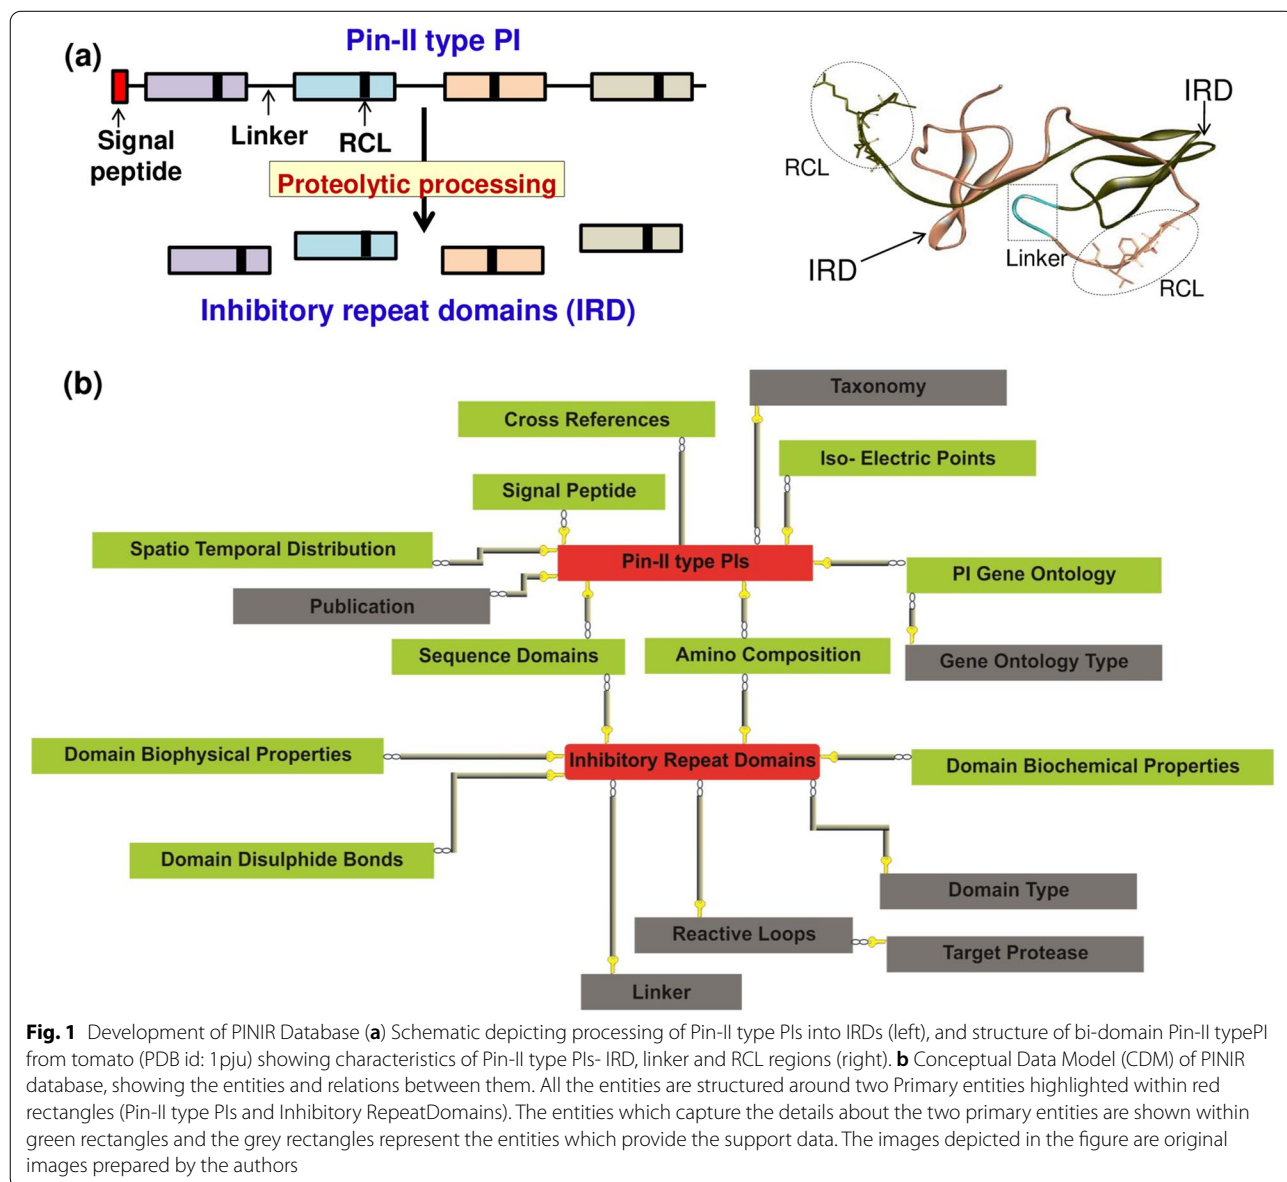 (a)
Pin-II type PI
Signal
peptide
Linker
RCL
Proteolytic processing
Inhibitory repeat domains (IRD)
RCL
IRD
IRD
Linker
RCL
(b)
Taxonomy
Cross References
Iso- Electric Points
Signal Peptide
Spatio Temporal Distribution
Pin-II type PIs
PI Gene Ontology
Publication
Sequence Domains
Amino Composition
Gene Ontology Type
Domain Biophysical Properties
Inhibitory Repeat Domains
Domain Biochemical Properties
Domain Disulphide Bonds
Domain Type
Reactive Loops
Target Protease
Linker
Fig. 1 Development of PINIR Database (a) Schematic depicting processing of Pin-II type PIs into IRDs (left), and structure of bi-domain Pin-II typePI
from tomato (PDB id: 1pju) showing characteristics of Pin-II type PIs- IRD, linker and RCL regions (right). b Conceptual Data Model (CDM) of PINIR
database, showing the entities and relations between them. All the entities are structured around two Primary entities highlighted within red
rectangles (Pin-II type PIs and Inhibitory RepeatDomains). The entities which capture the details about the two primary entities are shown within
green rectangles and the grey rectangles represent the entities which provide the support data. The images depicted in the figure are original
images prepared by the authors